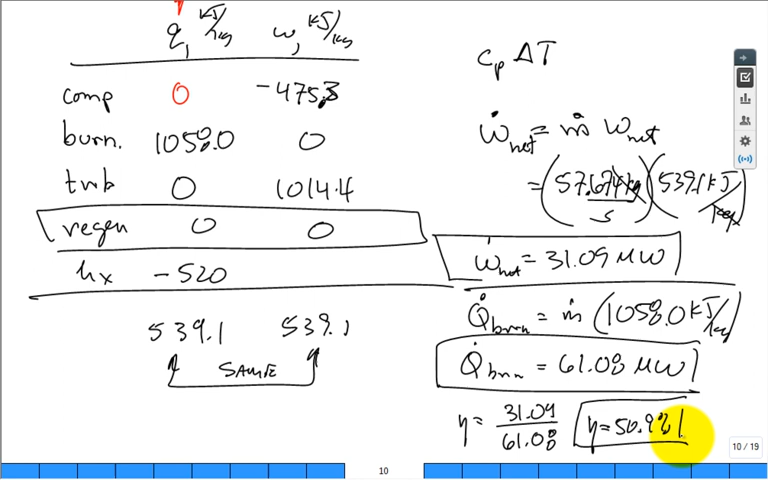 q, kJ/kg w, kJ/kg
comp 0 -475.3
burn. 1058.0 0
turb 0 1014.4
regen 0 0
hx -520
539.1 539.1
SAME
Cp ΔT
Ẇnet = ṁ wnet
= (57.674 kg/s)(539.1 kJ/kg)
Ẇnet = 31.09 MW
Q̇burn = ṁ (1058.0 kJ/kg)
Q̇burn = 61.08 MW
η = 31.09/61.08 η = 50.9%
10 / 19
10